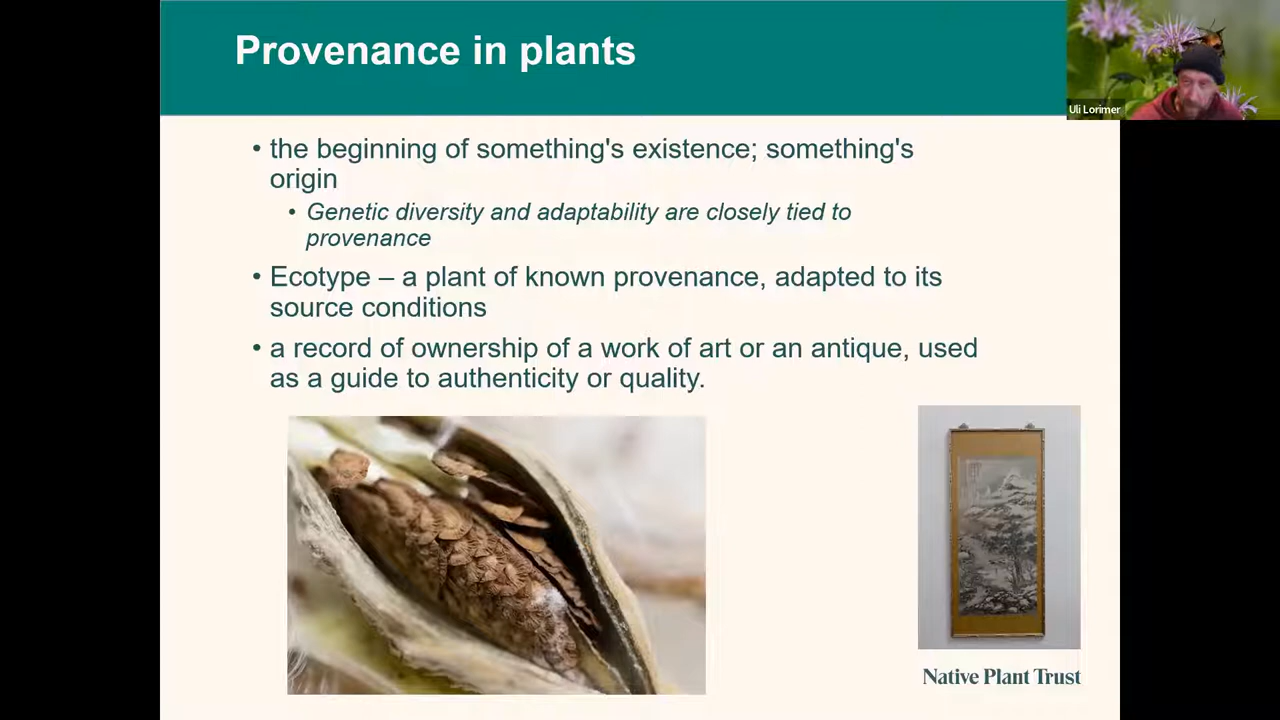 Provenance in plants
Uli Lorimer
• the beginning of something's existence; something's
origin
• Genetic diversity and adaptability are closely tied to
provenance
• Ecotype – a plant of known provenance, adapted to its
source conditions
• a record of ownership of a work of art or an antique, used
as a guide to authenticity or quality.
Native Plant Trust